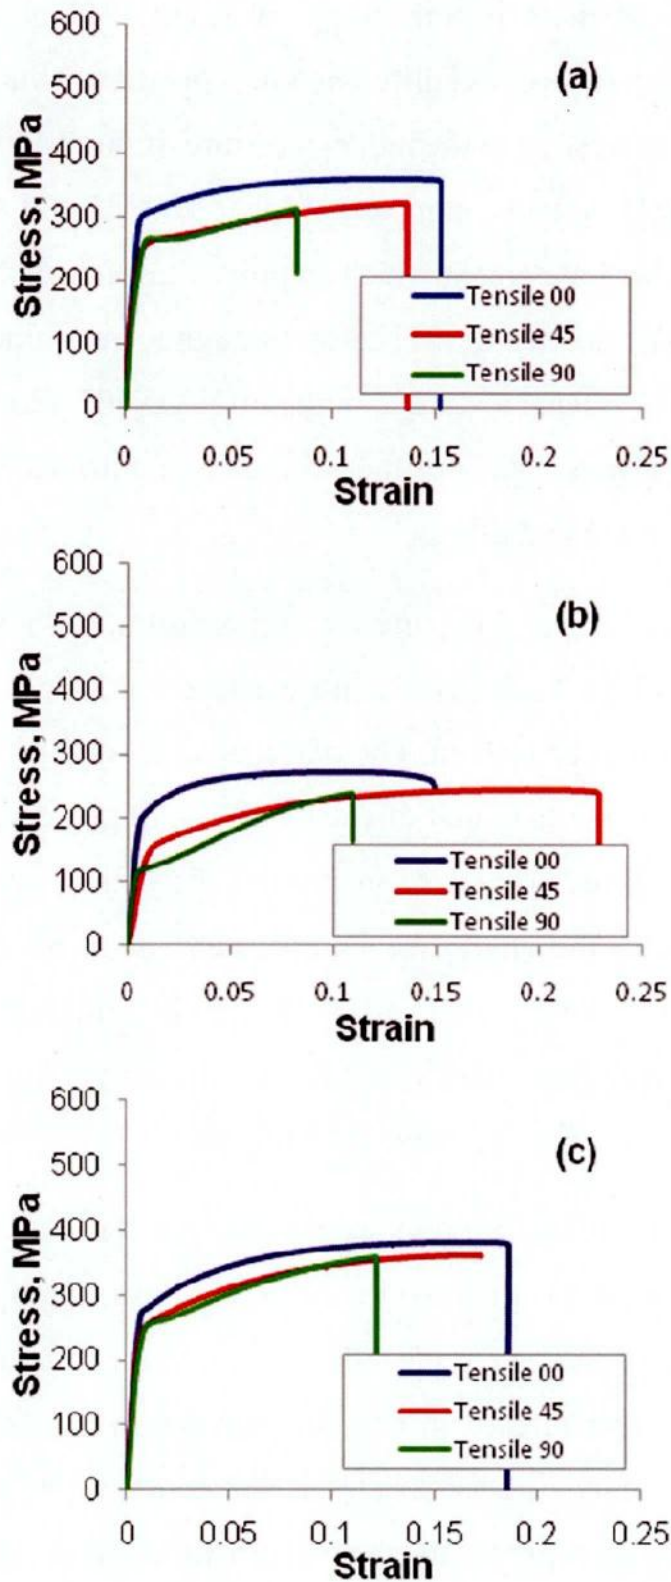 600
500
400
300
200
100
0
Stress, MPa
(a)
Tensile 00
Tensile 45
Tensile 90
0 0.05 0.1 0.15 0.2 0.25
Strain
600
500
400
300
200
100
0
Stress, MPa
(b)
Tensile 00
Tensile 45
Tensile 90
0 0.05 0.1 0.15 0.2 0.25
Strain
600
500
400
300
200
100
0
Stress, MPa
(c)
Tensile 00
Tensile 45
Tensile 90
0 0.05 0.1 0.15 0.2 0.25
Strain